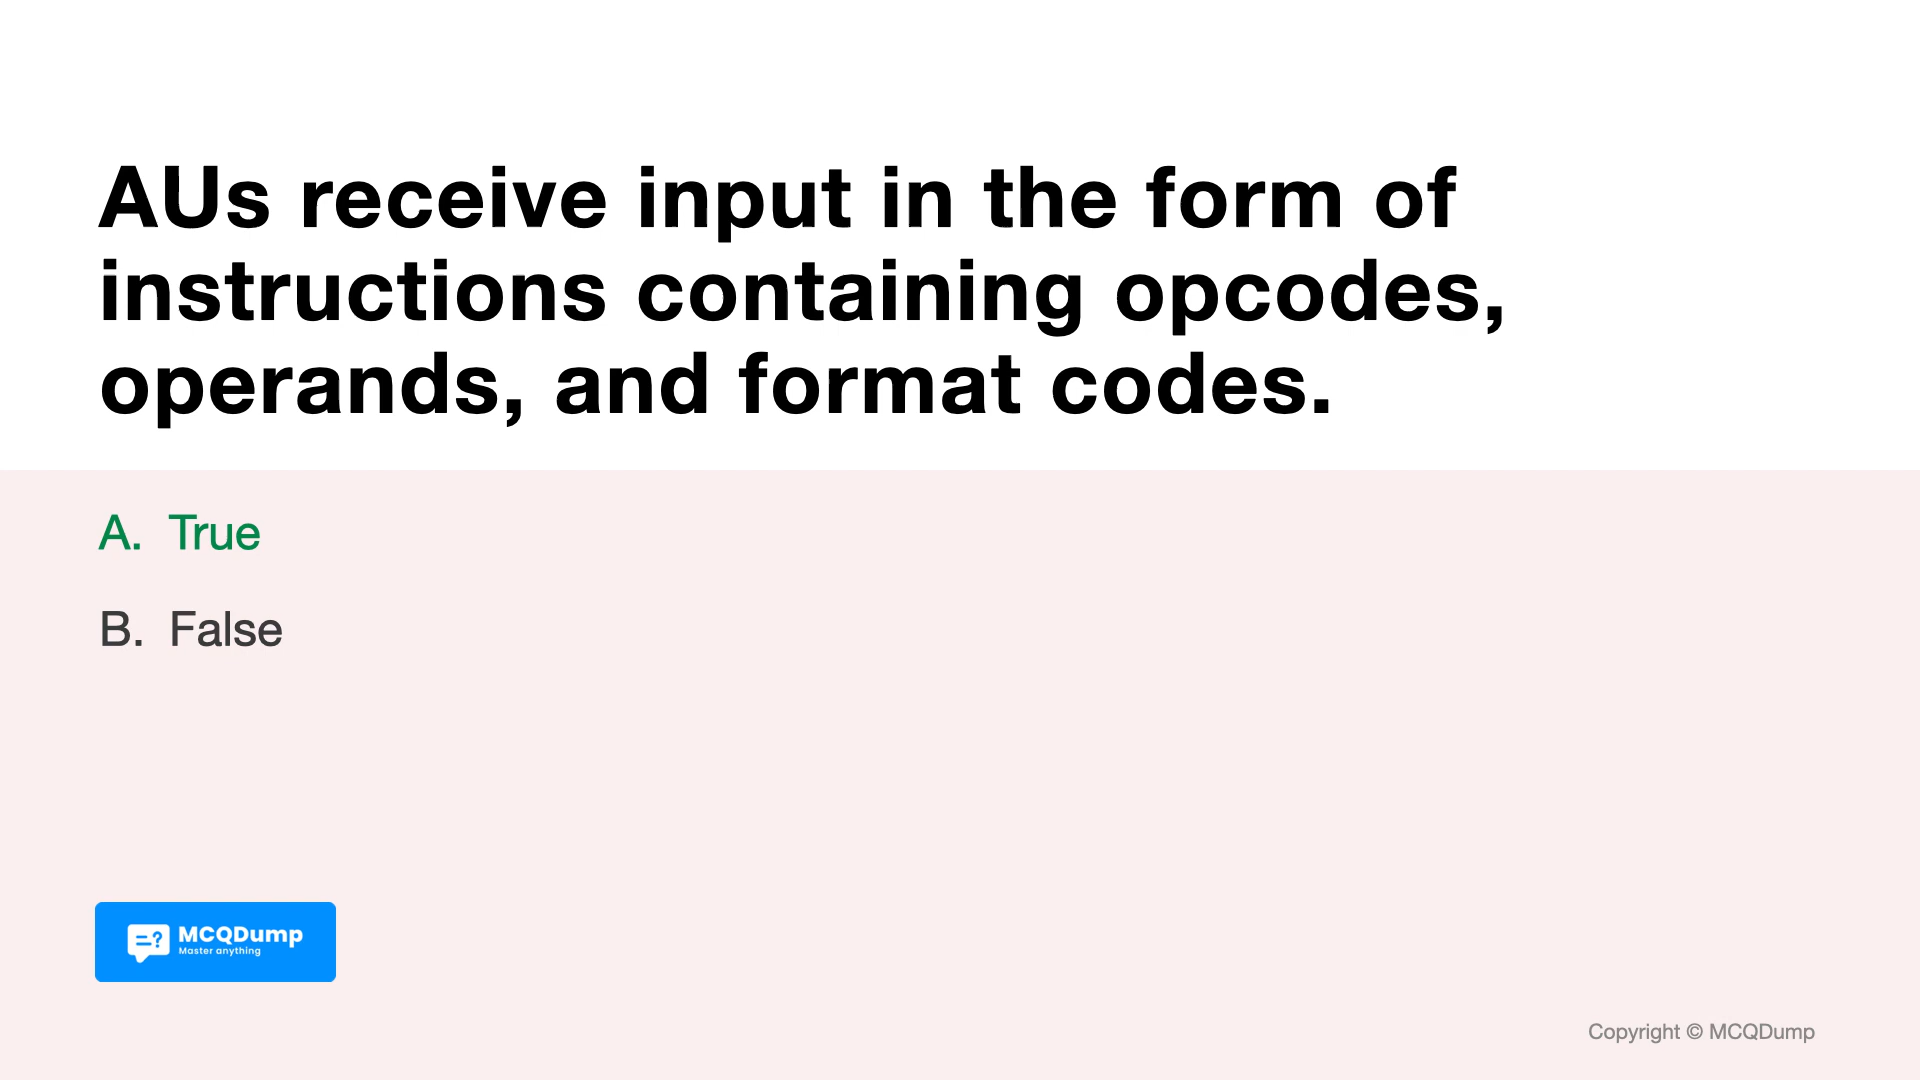 AUs receive input in the form of
instructions containing opcodes,
operands, and format codes.
A. True
B. False
=?
MCQDump
Master anything
Copyright © MCQDump